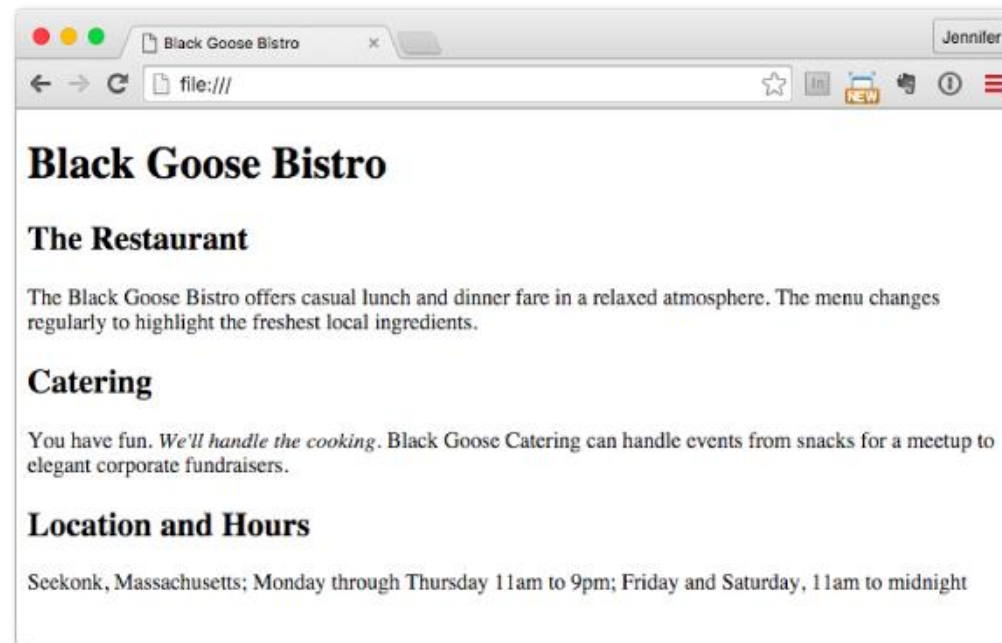 Black Goose Bistro
Jennifer
file:///
In
NEW
Black Goose Bistro
The Restaurant
The Black Goose Bistro offers casual lunch and dinner fare in a relaxed atmosphere. The menu changes
regularly to highlight the freshest local ingredients.
Catering
You have fun. We'll handle the cooking. Black Goose Catering can handle events from snacks for a meetup to
elegant corporate fundraisers.
Location and Hours
Seekonk, Massachusetts; Monday through Thursday 11am to 9pm; Friday and Saturday, 11am to midnight